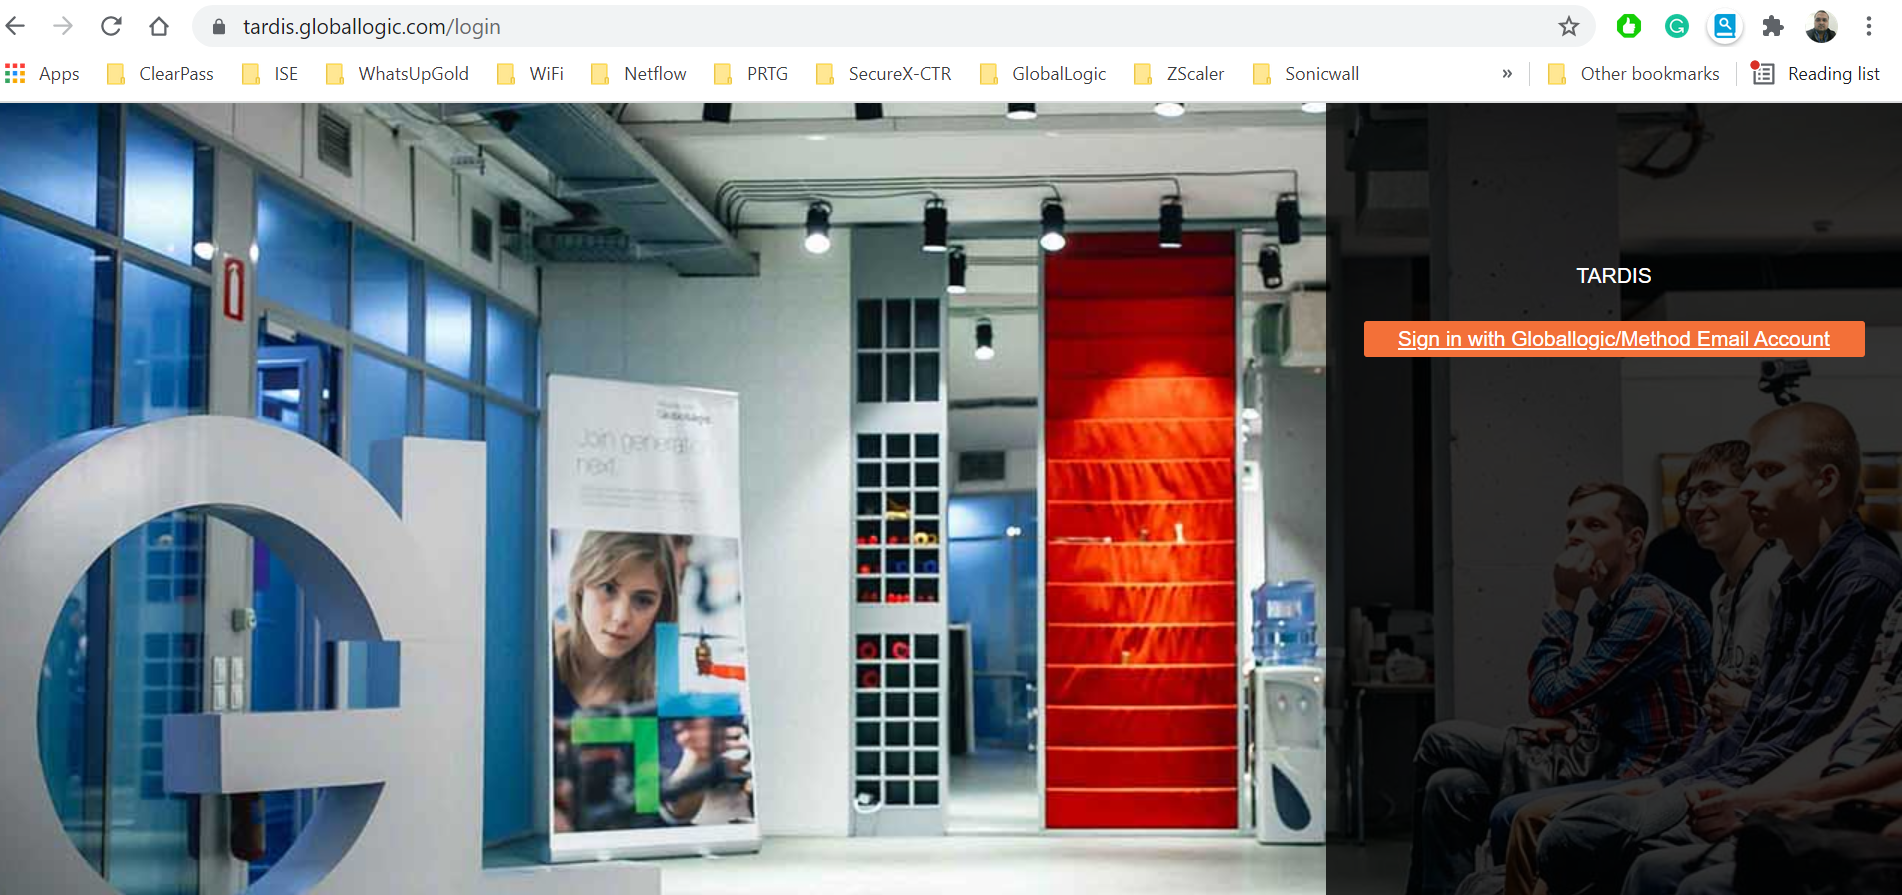 tardis.globallogic.com/login
Apps ClearPass ISE WhatsUpGold WiFi Netflow PRTG SecureX-CTR GlobalLogic ZScaler Sonicwall » Other bookmarks Reading list
TARDIS
Sign in with Globallogic/Method Email Account
GL
Join generat
next.